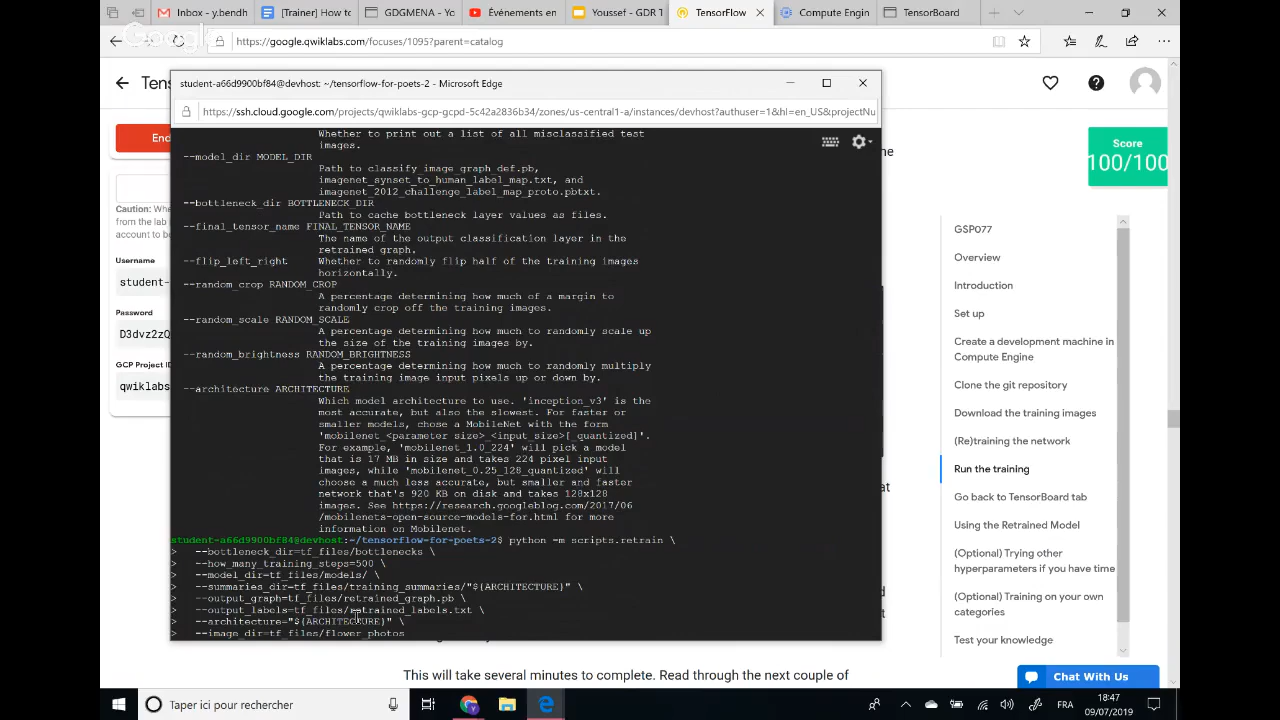 Y.bendh
[Trainer] How to
GDGMENA - Yo
Événements en
Youssef - GDR T
TensorFlow
Compute Engin
TensorBoard
Google
https://google.qwiklabs.com/focuses/1095?parent=catalog
Ten
student-a66d9900bf84@devhost: ~/tensorflow-for-poets-2 - Microsoft Edge
https://ssh.cloud.google.com/projects/qwiklabs-gcp-gcpd-5c42a2836b34/zones/us-central1-a/instances/devhost?authuser=1&hl=en_US&projectNu
End
Caution: Whe
from the lab
account to bu
Username
student-
Password
D3dvz2zQ
GCP Project ID
qwiklabs
Whether to print out a list of all misclassified test
images.
--model_dir MODEL_DIR
Path to classify_image_graph_def.pb,
imagenet_synset_to_human_label_map.txt, and
imagenet_2012_challenge_label_map_proto.pbtxt.
--bottleneck_dir BOTTLENECK_DIR
Path to cache bottleneck layer values as files.
--final_tensor_name FINAL_TENSOR_NAME
The name of the output classification layer in the
retrained graph.
--flip_left_right Whether to randomly flip half of the training images
horizontally.
--random_crop RANDOM_CROP
A percentage determining how much of a margin to
randomly crop off the training images.
--random_scale RANDOM_SCALE
A percentage determining how much to randomly scale up
the size of the training images by.
--random_brightness RANDOM_BRIGHTNESS
A percentage determining how much to randomly multiply
the training image input pixels up or down by.
--architecture ARCHITECTURE
Which model architecture to use. 'inception_v3' is the
most accurate, but also the slowest. For faster or
smaller models, chose a MobileNet with the form
'mobilenet_<parameter size>_<input_size>[_quantized]'.
For example, 'mobilenet_1.0_224' will pick a model
that is 17 MB in size and takes 224 pixel input
images, while 'mobilenet_0.25_128_quantized' will
choose a much less accurate, but smaller and faster
network that's 920 KB on disk and takes 128x128
images. See https://research.googleblog.com/2017/06
/mobilenets-open-source-models-for.html for more
information on Mobilenet.
student-a66d9900bf84@devhost:~/tensorflow-for-poets-2$ python -m scripts.retrain \
> --bottleneck_dir=tf_files/bottlenecks \
> --how_many_training_steps=500 \
> --model_dir=tf_files/models/ \
> --summaries_dir=tf_files/training_summaries/"${ARCHITECTURE}" \
> --output_graph=tf_files/retrained_graph.pb \
> --output_labels=tf_files/retrained_labels.txt \
> --architecture="${ARCHITECTURE}" \
> --image_dir=tf_files/flower_photos
This will take several minutes to complete. Read through the next couple of
he
at
d
Score
100/100
GSP077
Overview
Introduction
Set up
Create a development machine in
Compute Engine
Clone the git repository
Download the training images
(Re)training the network
Run the training
Go back to TensorBoard tab
Using the Retrained Model
(Optional) Trying other
hyperparameters if you have time
(Optional) Training on your own
categories
Test your knowledge
Chat With Us
Taper ici pour rechercher
FRA
18:47
09/07/2019